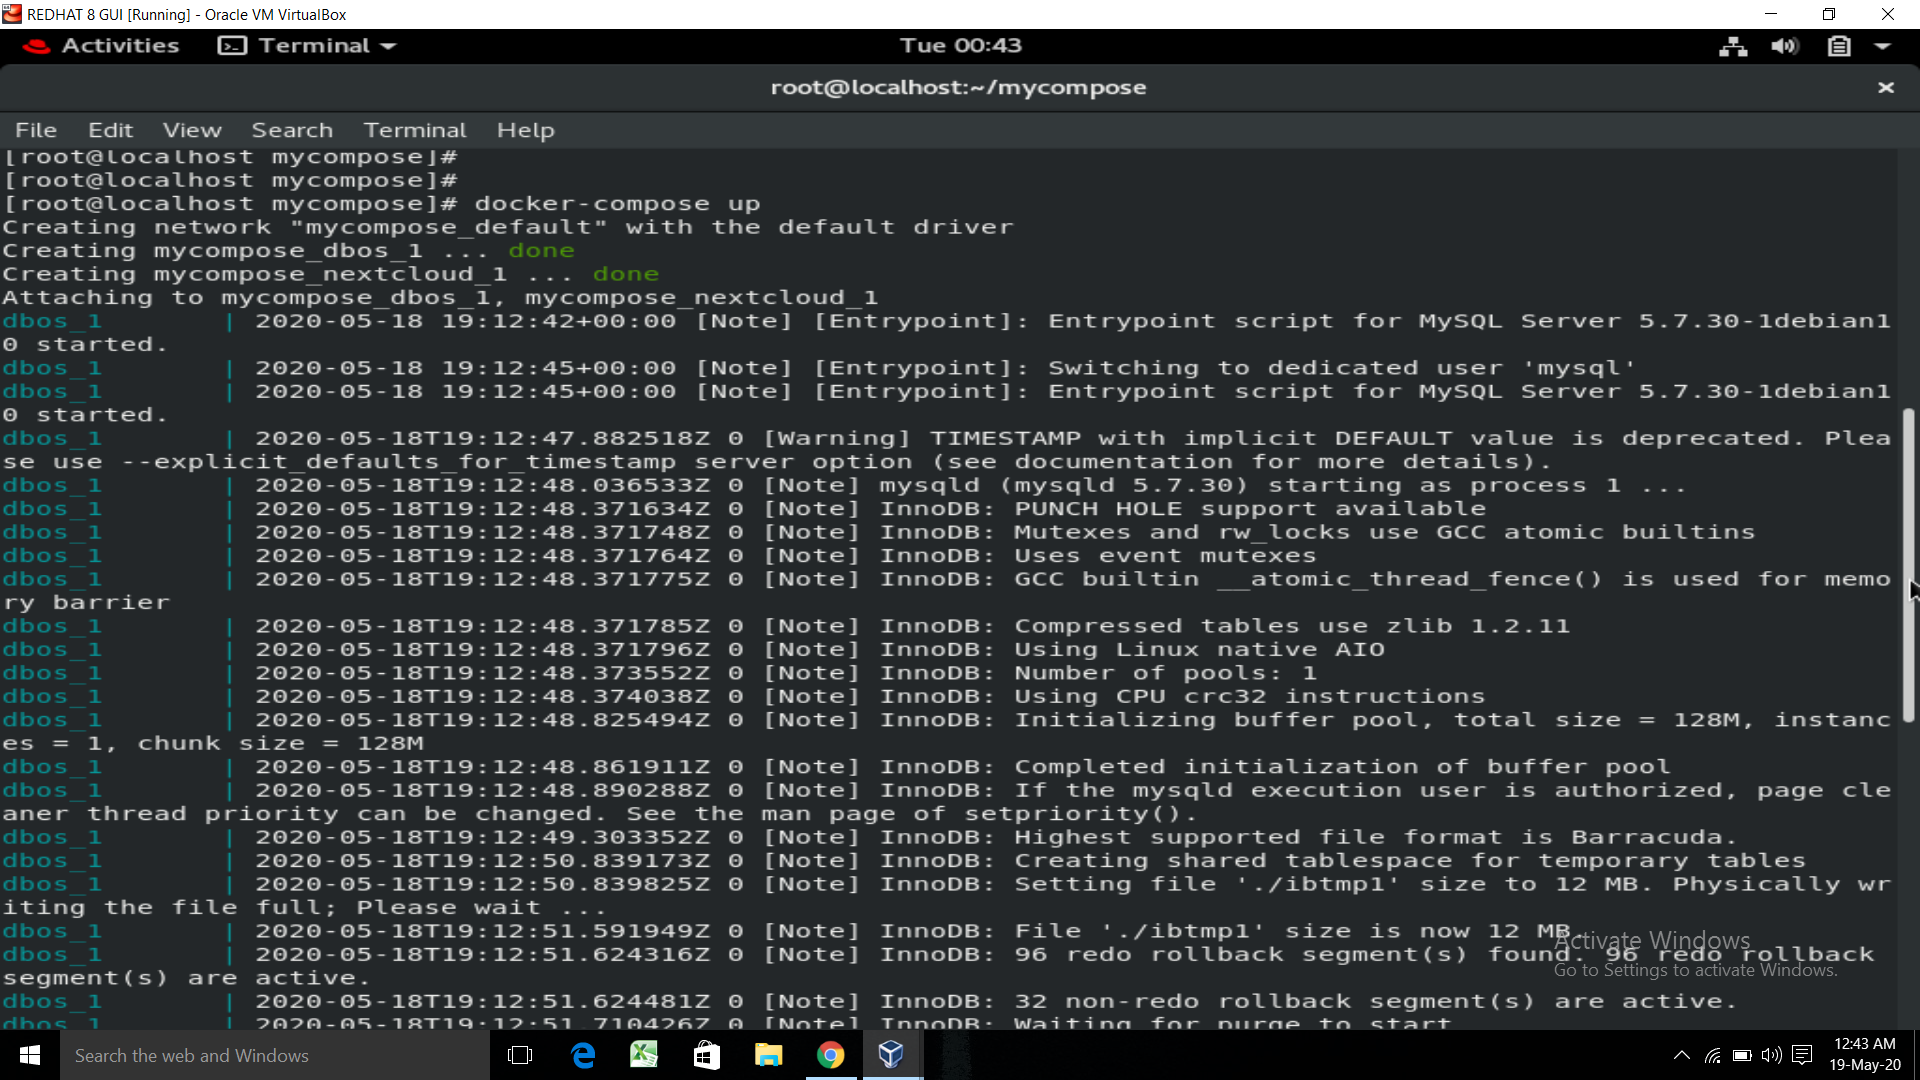 REDHAT 8 GUI [Running] - Oracle VM VirtualBox
Activities Terminal Tue 00:43
root@localhost:~/mycompose
File Edit View Search Terminal Help
[root@localhost mycompose]#
[root@localhost mycompose]#
[root@localhost mycompose]# docker-compose up
Creating network "mycompose_default" with the default driver
Creating mycompose_dbos_1 ... done
Creating mycompose_nextcloud_1 ... done
Attaching to mycompose_dbos_1, mycompose_nextcloud_1
dbos_1 | 2020-05-18 19:12:42+00:00 [Note] [Entrypoint]: Entrypoint script for MySQL Server 5.7.30-1debian1
0 started.
dbos_1 | 2020-05-18 19:12:45+00:00 [Note] [Entrypoint]: Switching to dedicated user 'mysql'
dbos_1 | 2020-05-18 19:12:45+00:00 [Note] [Entrypoint]: Entrypoint script for MySQL Server 5.7.30-1debian1
0 started.
dbos_1 | 2020-05-18T19:12:47.882518Z 0 [Warning] TIMESTAMP with implicit DEFAULT value is deprecated. Plea
se use --explicit_defaults_for_timestamp server option (see documentation for more details).
dbos_1 | 2020-05-18T19:12:48.036533Z 0 [Note] mysqld (mysqld 5.7.30) starting as process 1 ...
dbos_1 | 2020-05-18T19:12:48.371634Z 0 [Note] InnoDB: PUNCH HOLE support available
dbos_1 | 2020-05-18T19:12:48.371748Z 0 [Note] InnoDB: Mutexes and rw_locks use GCC atomic builtins
dbos_1 | 2020-05-18T19:12:48.371764Z 0 [Note] InnoDB: Uses event mutexes
dbos_1 | 2020-05-18T19:12:48.371775Z 0 [Note] InnoDB: GCC builtin __atomic_thread_fence() is used for memo
ry barrier
dbos_1 | 2020-05-18T19:12:48.371785Z 0 [Note] InnoDB: Compressed tables use zlib 1.2.11
dbos_1 | 2020-05-18T19:12:48.371796Z 0 [Note] InnoDB: Using Linux native AIO
dbos_1 | 2020-05-18T19:12:48.373552Z 0 [Note] InnoDB: Number of pools: 1
dbos_1 | 2020-05-18T19:12:48.374038Z 0 [Note] InnoDB: Using CPU crc32 instructions
dbos_1 | 2020-05-18T19:12:48.825494Z 0 [Note] InnoDB: Initializing buffer pool, total size = 128M, instanc
es = 1, chunk size = 128M
dbos_1 | 2020-05-18T19:12:48.861911Z 0 [Note] InnoDB: Completed initialization of buffer pool
dbos_1 | 2020-05-18T19:12:48.890288Z 0 [Note] InnoDB: If the mysqld execution user is authorized, page cle
aner thread priority can be changed. See the man page of setpriority().
dbos_1 | 2020-05-18T19:12:49.303352Z 0 [Note] InnoDB: Highest supported file format is Barracuda.
dbos_1 | 2020-05-18T19:12:50.839173Z 0 [Note] InnoDB: Creating shared tablespace for temporary tables
dbos_1 | 2020-05-18T19:12:50.839825Z 0 [Note] InnoDB: Setting file './ibtmp1' size to 12 MB. Physically wr
iting the file full; Please wait ...
dbos_1 | 2020-05-18T19:12:51.591949Z 0 [Note] InnoDB: File './ibtmp1' size is now 12 MB.
dbos_1 | 2020-05-18T19:12:51.624316Z 0 [Note] InnoDB: 96 redo rollback segment(s) found. 96 redo rollback
segment(s) are active.
dbos_1 | 2020-05-18T19:12:51.624481Z 0 [Note] InnoDB: 32 non-redo rollback segment(s) are active.
dbos_1 | 2020-05-18T19:12:51.710426Z 0 [Note] InnoDB: Waiting for purge to start
Activate Windows
Go to Settings to activate Windows.
Search the web and Windows
12:43 AM
19-May-20